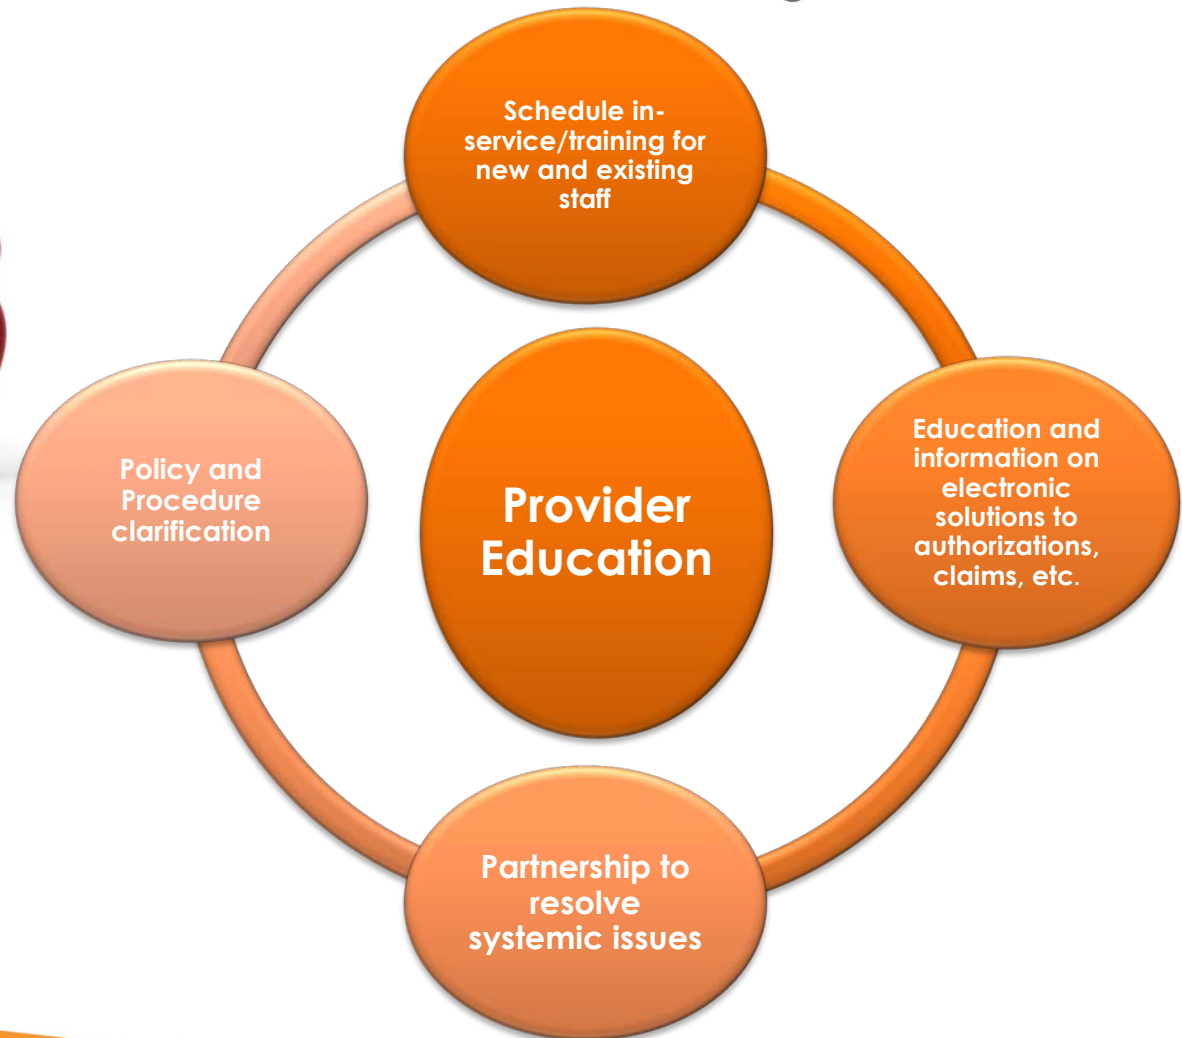 Schedule in-
service/training for
new and existing
staff
Education and
information on
electronic
solutions to
authorizations,
claims, etc.
Provider
Education
Policy and
Procedure
clarification
Partnership to
resolve
systemic issues